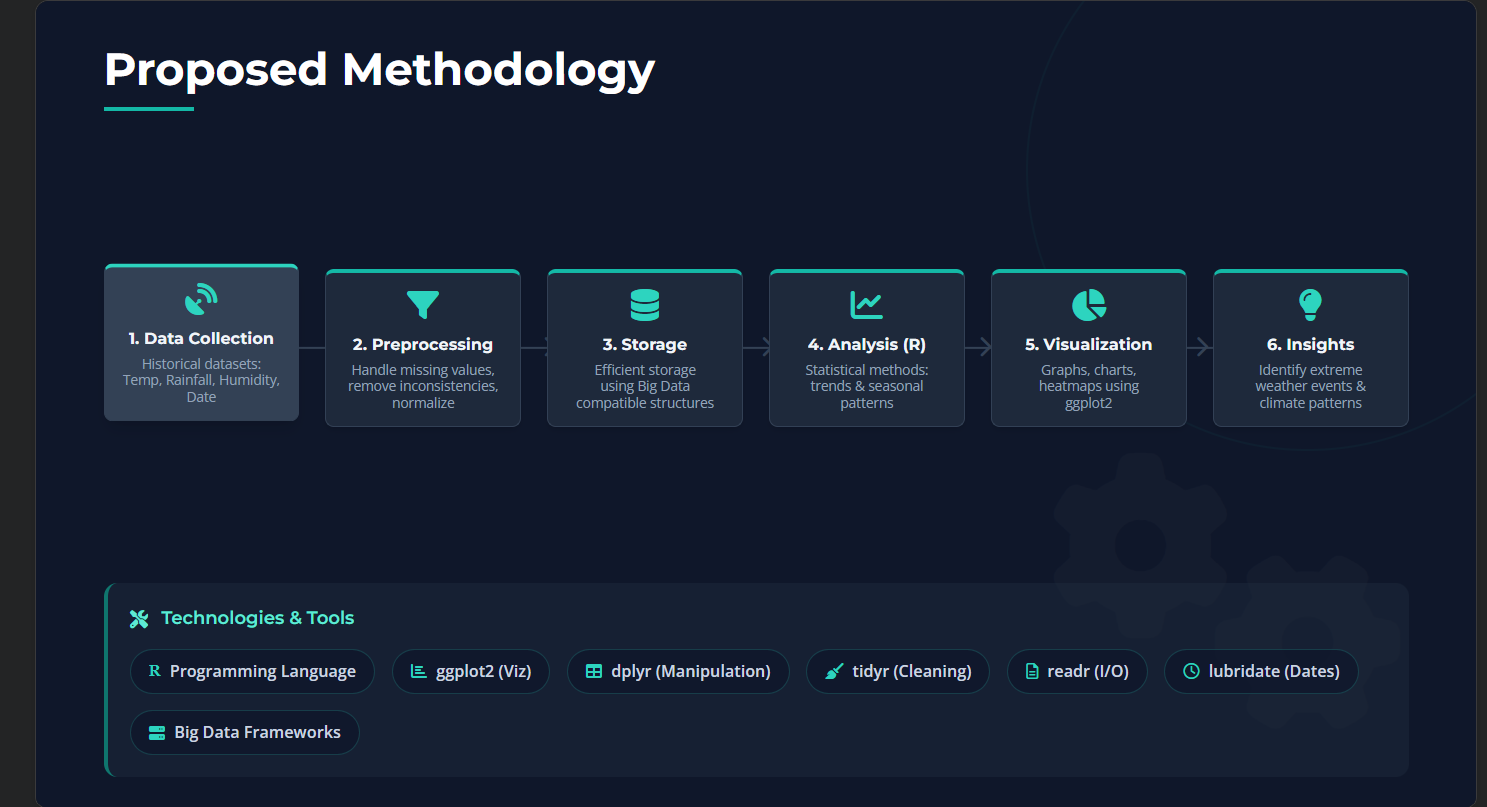 Proposed Methodology
1. Data Collection
Historical datasets:
Temp, Rainfall, Humidity,
Date
2. Preprocessing
Handle missing values,
remove inconsistencies,
normalize
3. Storage
Efficient storage
using Big Data
compatible structures
4. Analysis (R)
Statistical methods:
trends & seasonal
patterns
5. Visualization
Graphs, charts,
heatmaps using
ggplot2
6. Insights
Identify extreme
weather events &
climate patterns
Technologies & Tools
R Programming Language
ggplot2 (Viz)
dplyr (Manipulation)
tidyr (Cleaning)
readr (I/O)
lubridate (Dates)
Big Data Frameworks